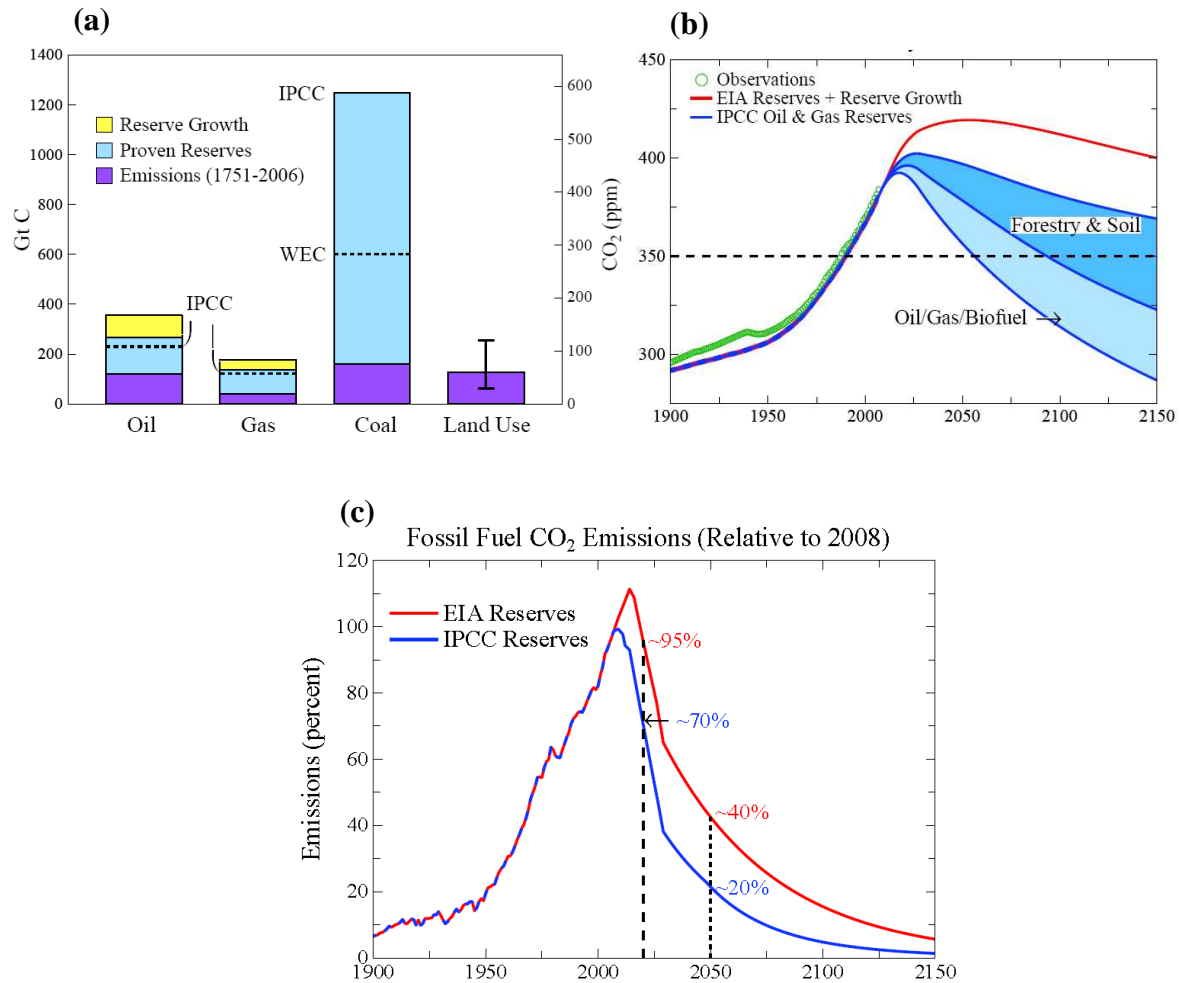 (a)
1400
1200
1000
800
600
400
200
0
Gt C
Reserve Growth
Proven Reserves
Emissions (1751-2006)
IPCC
WEC
IPCC
600
500
400
300
200
100
0
CO2 (ppm)
Oil
Gas
Coal
Land Use
(b)
450
400
350
300
Observations
EIA Reserves + Reserve Growth
IPCC Oil & Gas Reserves
Forestry & Soil
Oil/Gas/Biofuel →
1900
1950
2000
2050
2100
2150
(c)
Fossil Fuel CO2 Emissions (Relative to 2008)
120
100
80
60
40
20
0
Emissions (percent)
EIA Reserves
IPCC Reserves
~95%
~70%
~40%
~20%
1900
1950
2000
2050
2100
2150